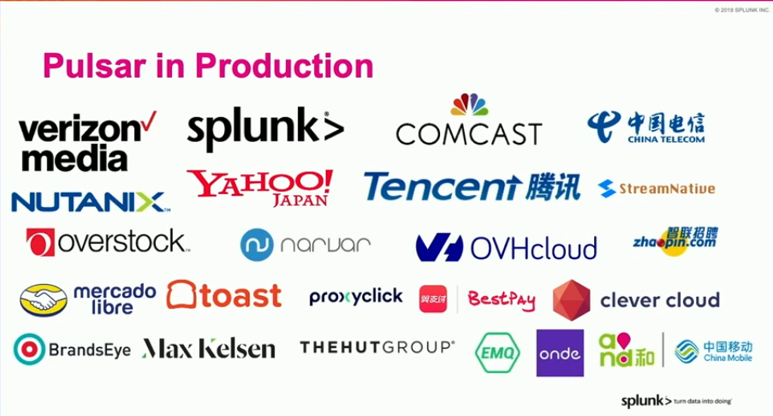 © 2019 SPLUNK INC.
Pulsar in Production
verizon✓
media
splunk>
COMCAST
中国电信
CHINA TELECOM
NUTANIX™
YAHOO!
JAPAN
Tencent 腾讯
StreamNative
overstock™
narvar
OVHcloud
智联招聘
zhaopin.com
mercado
libre
toast
proxyclick
翼支付
BestPay
clever cloud
BrandsEye
Max Kelsen
THEHUTGROUP®
EMQ
onde
and和
中国移动
China Mobile
splunk> turn data into doing®